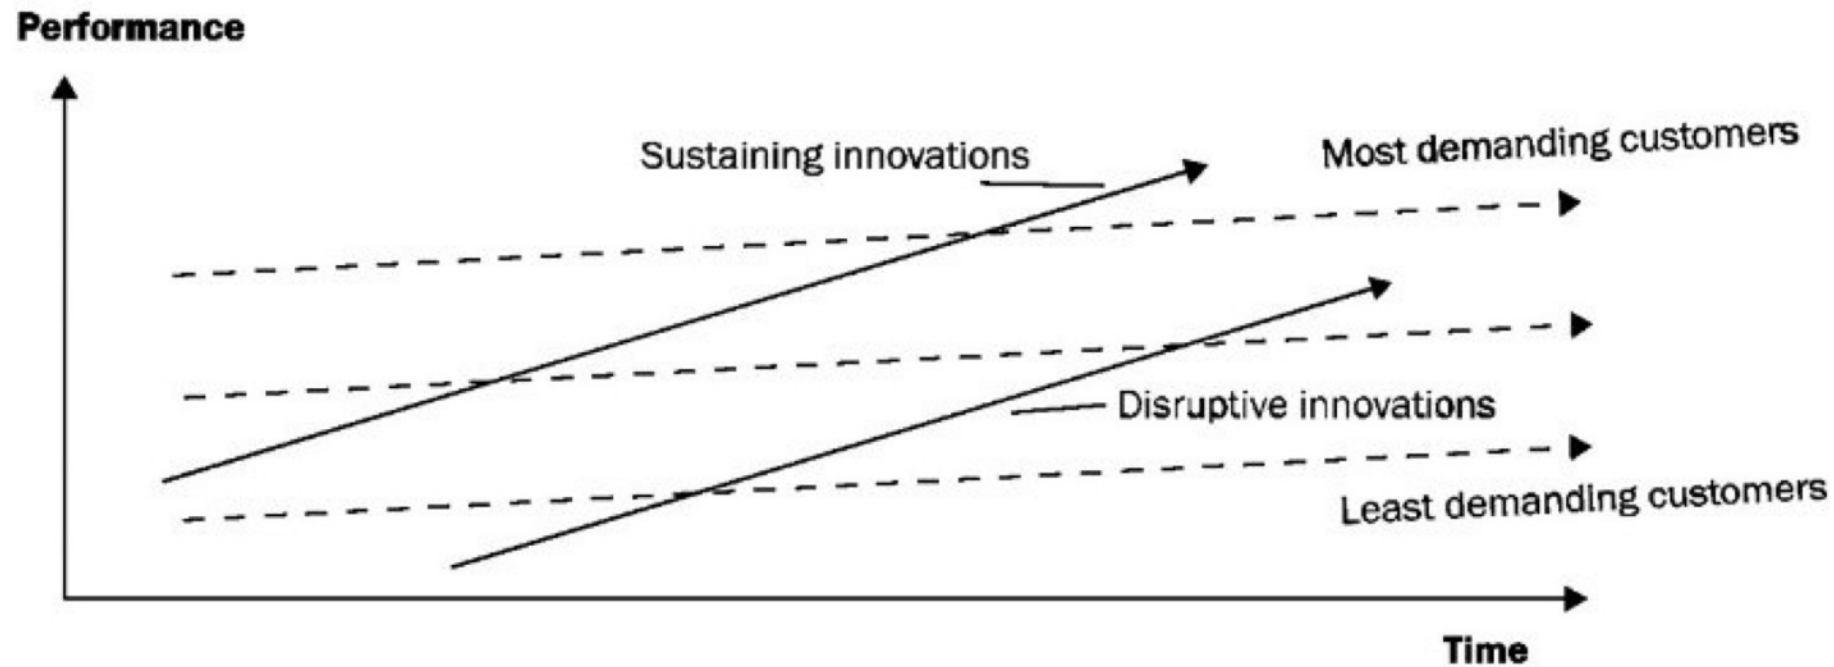 Performance
Sustaining innovations
Most demanding customers
Disruptive innovations
Least demanding customers
Time